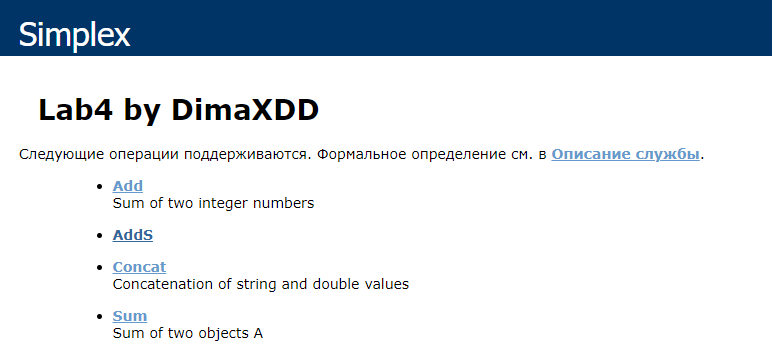 Simplex
Lab4 by DimaXDD
Следующие операции поддерживаются. Формальное определение см. в Описание службы.
Add
Sum of two integer numbers
AddS
Concat
Concatenation of string and double values
Sum
Sum of two objects A